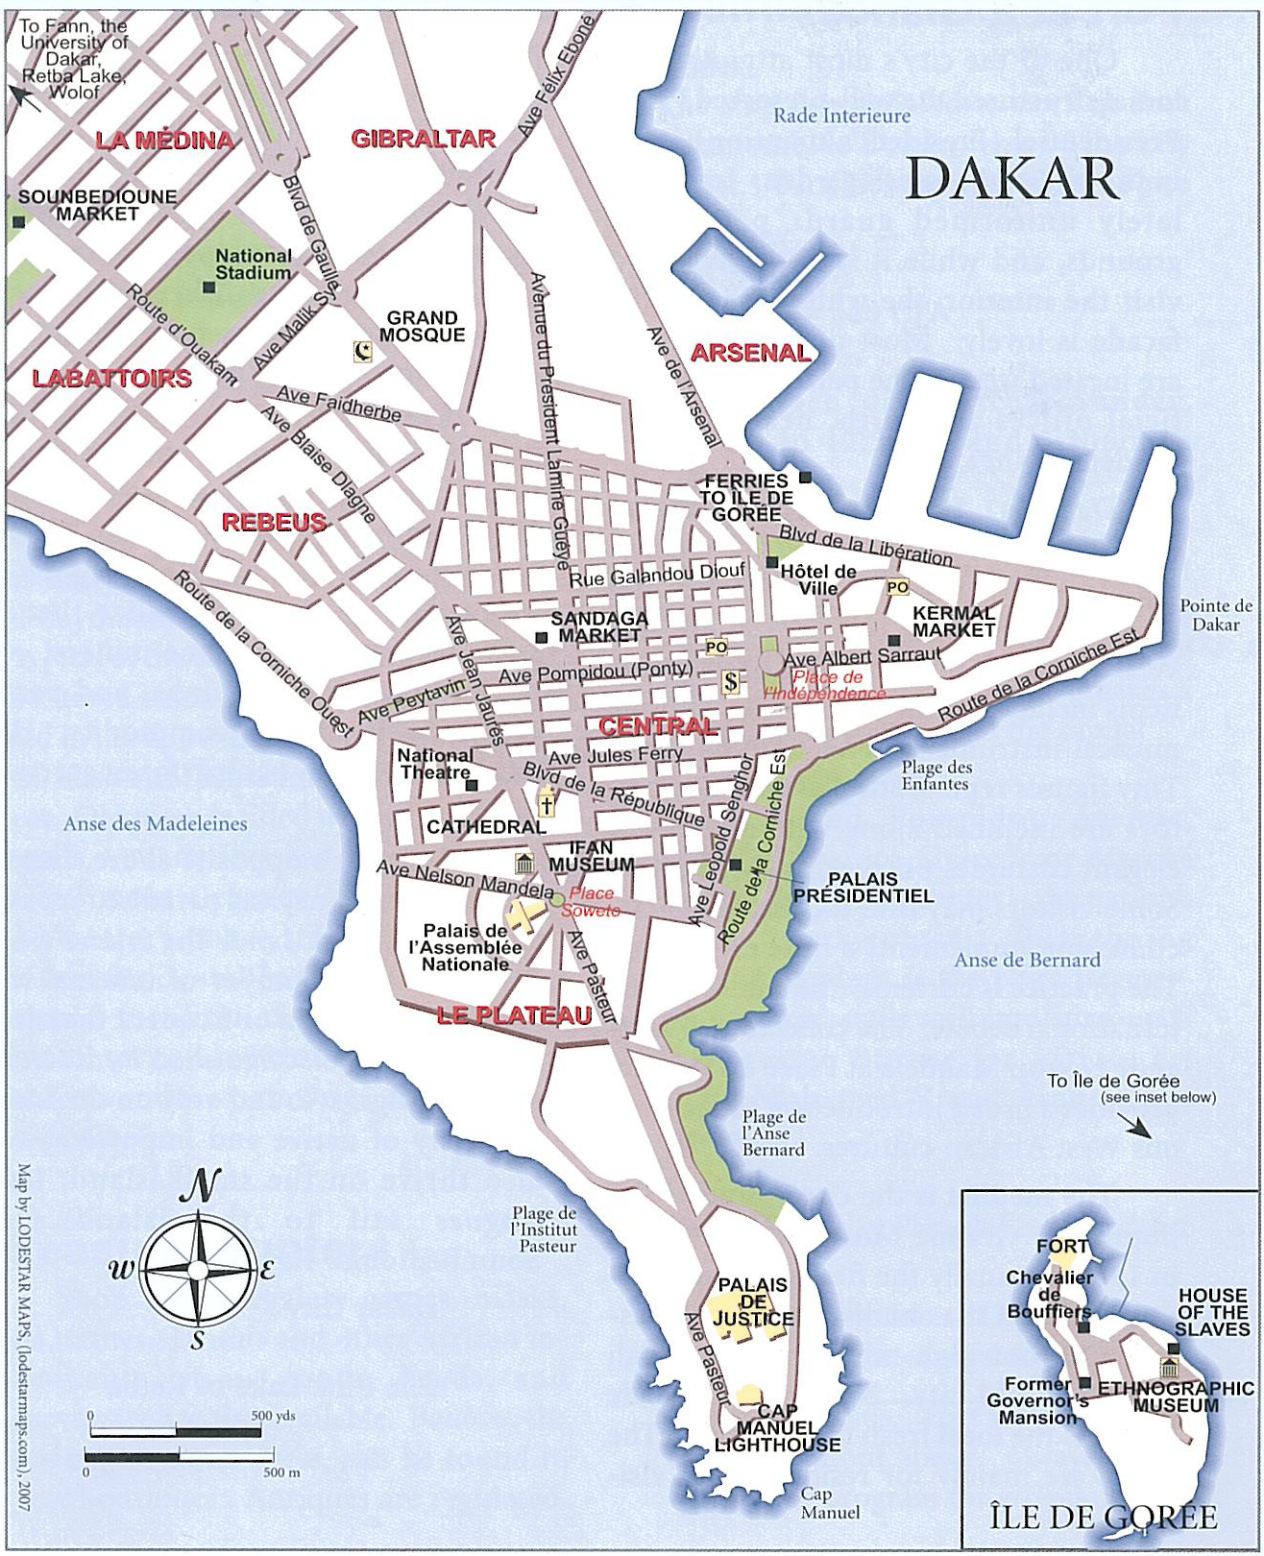 To Fann, the
University of
Dakar,
Retba Lake,
Wolof
LA MÉDINA
GIBRALTAR
Ave Félix Eboné
Rade Interieure
DAKAR
SOUNBEDIOUNE
MARKET
Blvd de Gaulle
National
Stadium
Route d'Ouakam
Ave Malik Sy
GRAND
MOSQUE
Avenue du Président Lamine Guèye
Ave de l'Arsenal
ARSENAL
LABATTOIRS
Ave Faidherbe
Ave Blaise Diagne
REBEUS
FERRIES
TO ILE DE
GORÉE
Blvd de la Libération
Rue Galandou Diouf
Hôtel de
Ville
PO
KERMAL
MARKET
Pointe de
Dakar
Route de la Corniche Ouest
SANDAGA
MARKET
PO
Ave Albert Sarraut
Ave Jean Jaurés
Ave Pompidou (Ponty)
$
Place de
l'Indépendence
Route de la Corniche Est
Ave Peytavin
CENTRAL
National
Theatre
Ave Jules Ferry
Blvd de la République
Ave Leopold Senghor
Route de la Corniche Est
Plage des
Enfantes
Anse des Madeleines
CATHEDRAL
IFAN
MUSEUM
Ave Nelson Mandela
Place
Soweto
PALAIS
PRÉSIDENTIEL
Palais de
l'Assemblée
Nationale
Ave Pasteur
Anse de Bernard
LE PLATEAU
To Île de Gorée
(see inset below)
Plage de
l'Anse
Bernard
Plage de
l'Institut
Pasteur
N
W
E
S
PALAIS
DE
JUSTICE
Ave Pasteur
CAP
MANUEL
LIGHTHOUSE
Cap
Manuel
0
500 yds
0
500 m
Map by LODESTAR MAPS, (lodestarmaps.com), 2007
FORT
Chevalier
de
Bouffiers
HOUSE
OF THE
SLAVES
Former
Governor's
Mansion
ETHNOGRAPHIC
MUSEUM
ÎLE DE GORÉE